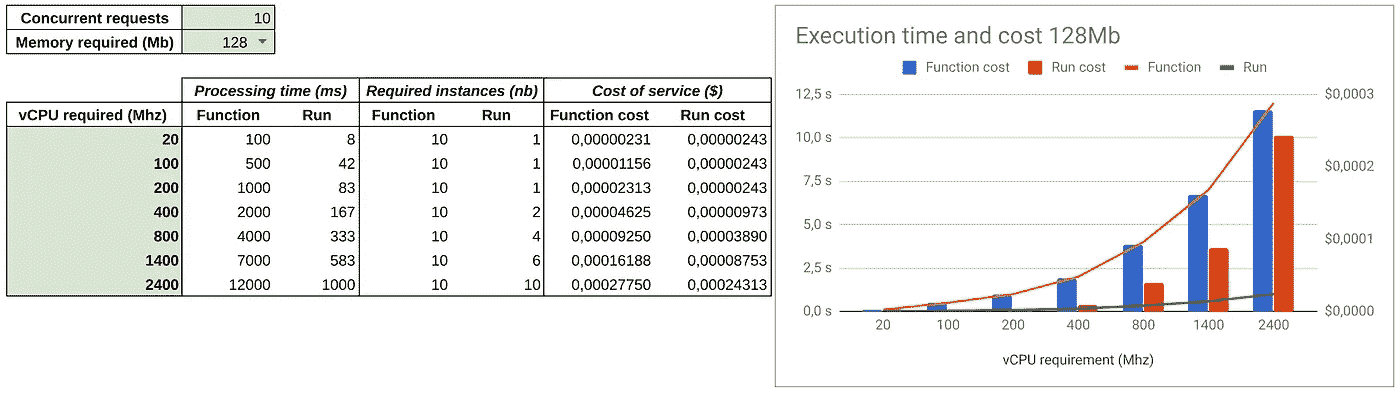 Concurrent requests 10
Memory required (Mb) 128
Processing time (ms) Required instances (nb) Cost of service ($)
vCPU required (Mhz) Function Run Function Run Function cost Run cost
20 100 8 10 1 0,00000231 0,00000243
100 500 42 10 1 0,00001156 0,00000243
200 1000 83 10 1 0,00002313 0,00000243
400 2000 167 10 2 0,00004625 0,00000973
800 4000 333 10 4 0,00009250 0,00003890
1400 7000 583 10 6 0,00016188 0,00008753
2400 12000 1000 10 10 0,00027750 0,00024313
Execution time and cost 128Mb
Function cost Run cost Function Run
12,5 s $0,0003
10,0 s
$0,0002
7,5 s
5,0 s
$0,0001
2,5 s
0,0 s $0,0000
20 100 200 400 800 1400 2400
vCPU requirement (Mhz)